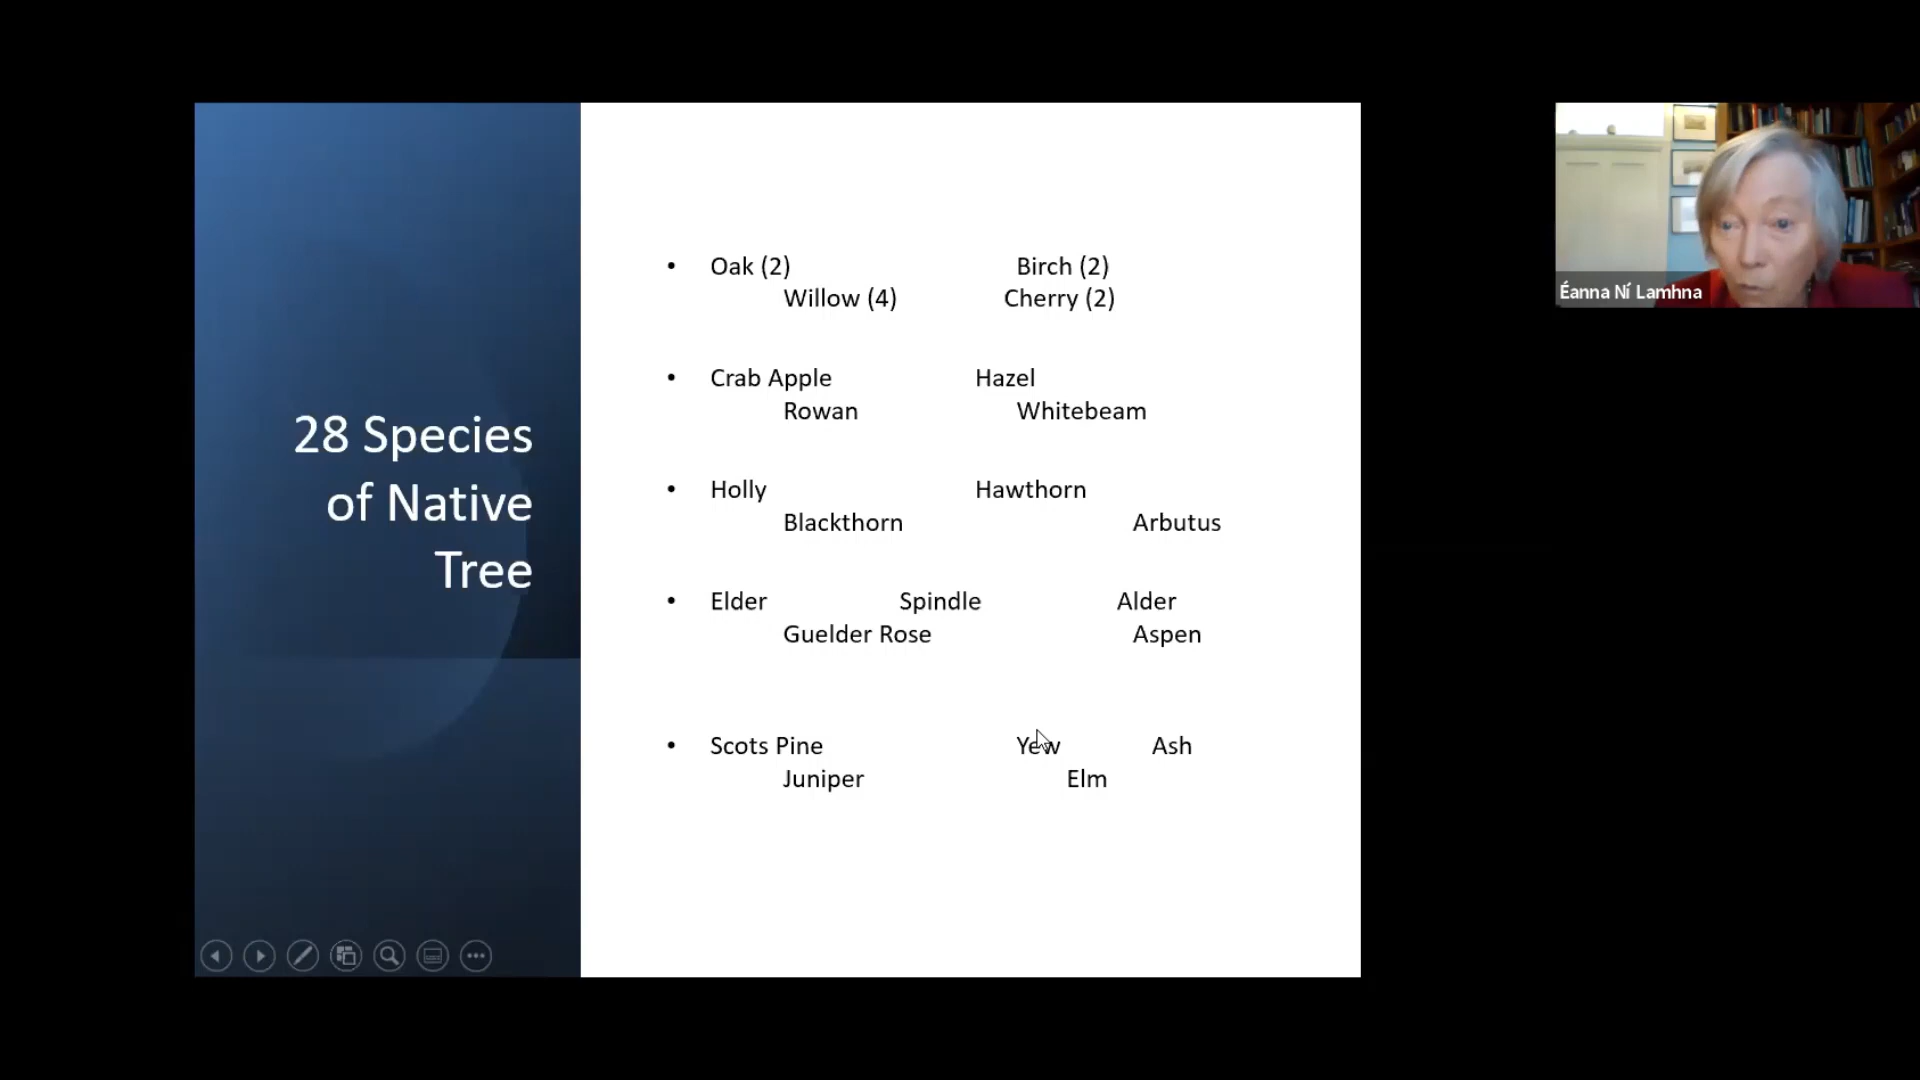 28 Species
of Native
Tree
• Oak (2) Birch (2)
Willow (4) Cherry (2)
• Crab Apple Hazel
Rowan Whitebeam
• Holly Hawthorn
Blackthorn Arbutus
• Elder Spindle Alder
Guelder Rose Aspen
• Scots Pine Yew Ash
Juniper Elm
Éanna Ní Lamhna